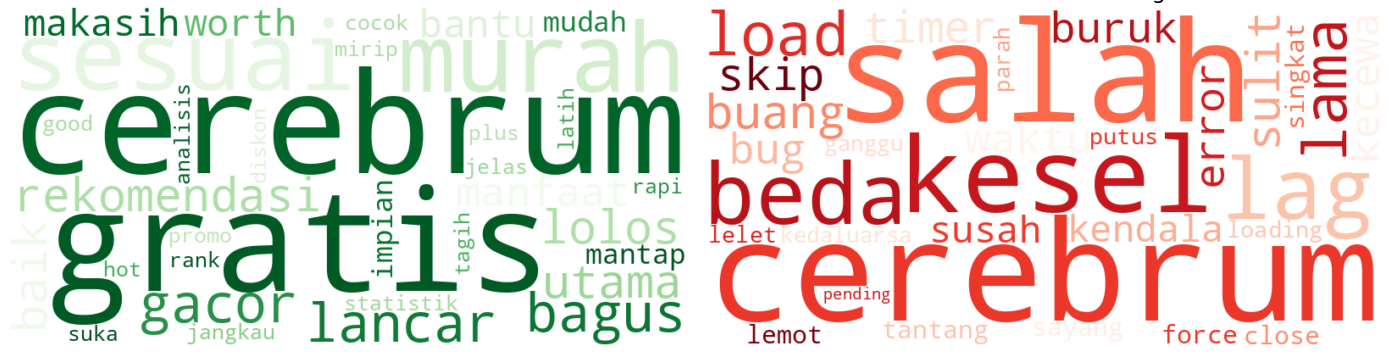 makasih
worth
cocok
bantu
mudah
sesuai
mirip
murah
cerebrum
good
analisis
diskon
plus
latih
jelas
rekomendasi
manfaat
rapi
gratis
baik
promo
impian
tagih
lolos
hot
rank
mantap
utama
gacor
statistik
lancar
bagus
suka
jangkau
load
timer
buruk
skip
salah
parah
sulit
singkat
lama
kecewa
buang
error
bug
ganggu
waktu
putus
beda
kesel
lag
lelet
kedaluarsa
susah
kendala
loading
cerebrum
pending
lemot
tantang
sayang
force
close